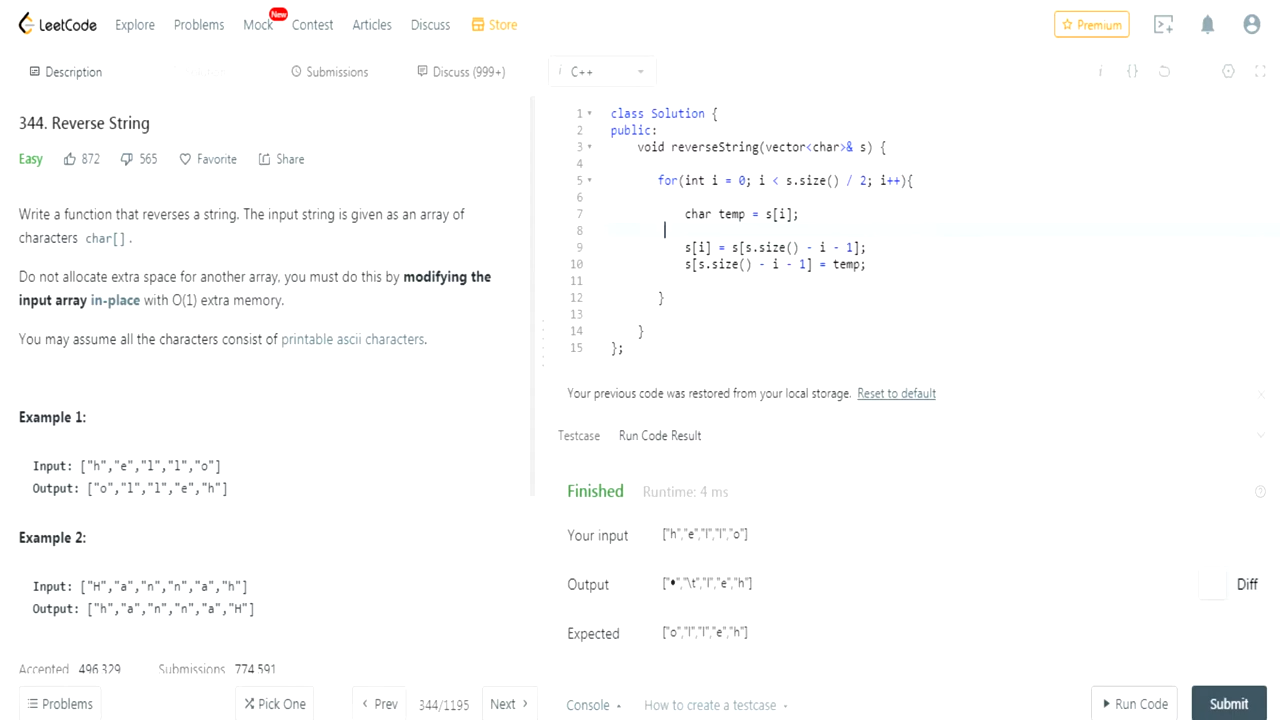 LeetCode Explore Problems Mock New Contest Articles Discuss Store Premium
Description Submissions Discuss (999+) i C++
344. Reverse String
Easy 872 565 Favorite Share
Write a function that reverses a string. The input string is given as an array of
characters char[] .
Do not allocate extra space for another array, you must do this by modifying the
input array in-place with O(1) extra memory.
You may assume all the characters consist of printable ascii characters.
Example 1:
Input: ["h","e","l","l","o"]
Output: ["o","l","l","e","h"]
Example 2:
Input: ["H","a","n","n","a","h"]
Output: ["h","a","n","n","a","H"]
Accepted 496,329 Submissions 774,591
Problems Pick One Prev 344/1195 Next
1 class Solution {
2 public:
3 void reverseString(vector<char>& s) {
4
5 for(int i = 0; i < s.size() / 2; i++){
6
7 char temp = s[i];
8
9 s[i] = s[s.size() - i - 1];
10 s[s.size() - i - 1] = temp;
11
12 }
13
14 }
15 };
Your previous code was restored from your local storage. Reset to default
Testcase Run Code Result
Finished Runtime: 4 ms
Your input ["h","e","l","l","o"]
Output ["•","\t","l","e","h"]
Diff
Expected ["o","l","l","e","h"]
Console How to create a testcase Run Code Submit